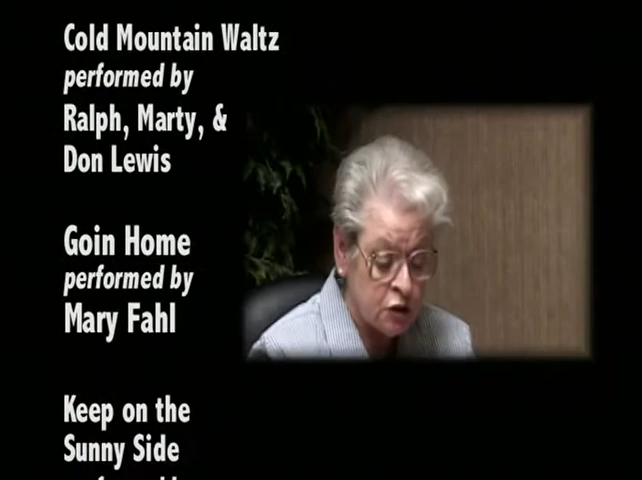 Cold Mountain Waltz
performed by
Ralph, Marty, &
Don Lewis
Goin Home
performed by
Mary Fahl
Keep on the
Sunny Side